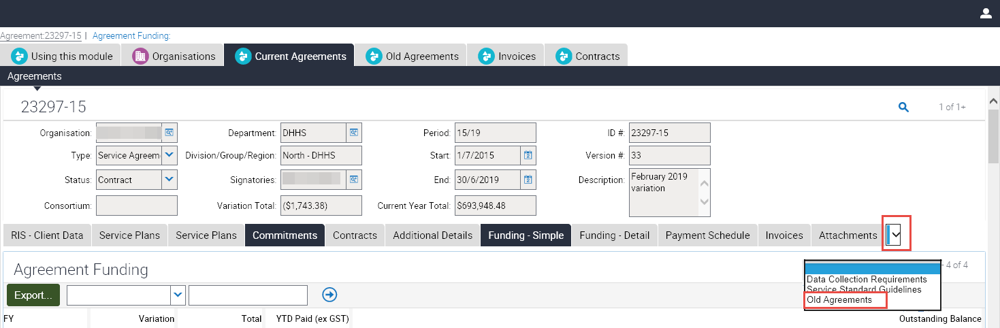 Agreement:23297-15 | Agreement Funding:
Using this module Organisations Current Agreements Old Agreements Invoices Contracts
Agreements
23297-15 1 of 1+
Organisation: Department: DHHS Period: 15/19 ID #: 23297-15
Type: Service Agreem Division/Group/Region: North - DHHS Start: 1/7/2015 2 Version #: 33
Status: Contract Signatories: End: 30/6/2019 2 Description: February 2019
variation
Consortium: Variation Total: ($1,743.38) Current Year Total: $693,948.48
RIS - Client Data Service Plans Service Plans Commitments Contracts Additional Details Funding - Simple Funding - Detail Payment Schedule Invoices Attachments
Agreement Funding - 4 of 4
Data Collection Requirements
Service Standard Guidelines
Export... Old Agreements
FY Variation Total YTD Paid (ex GST) Outstanding Balance